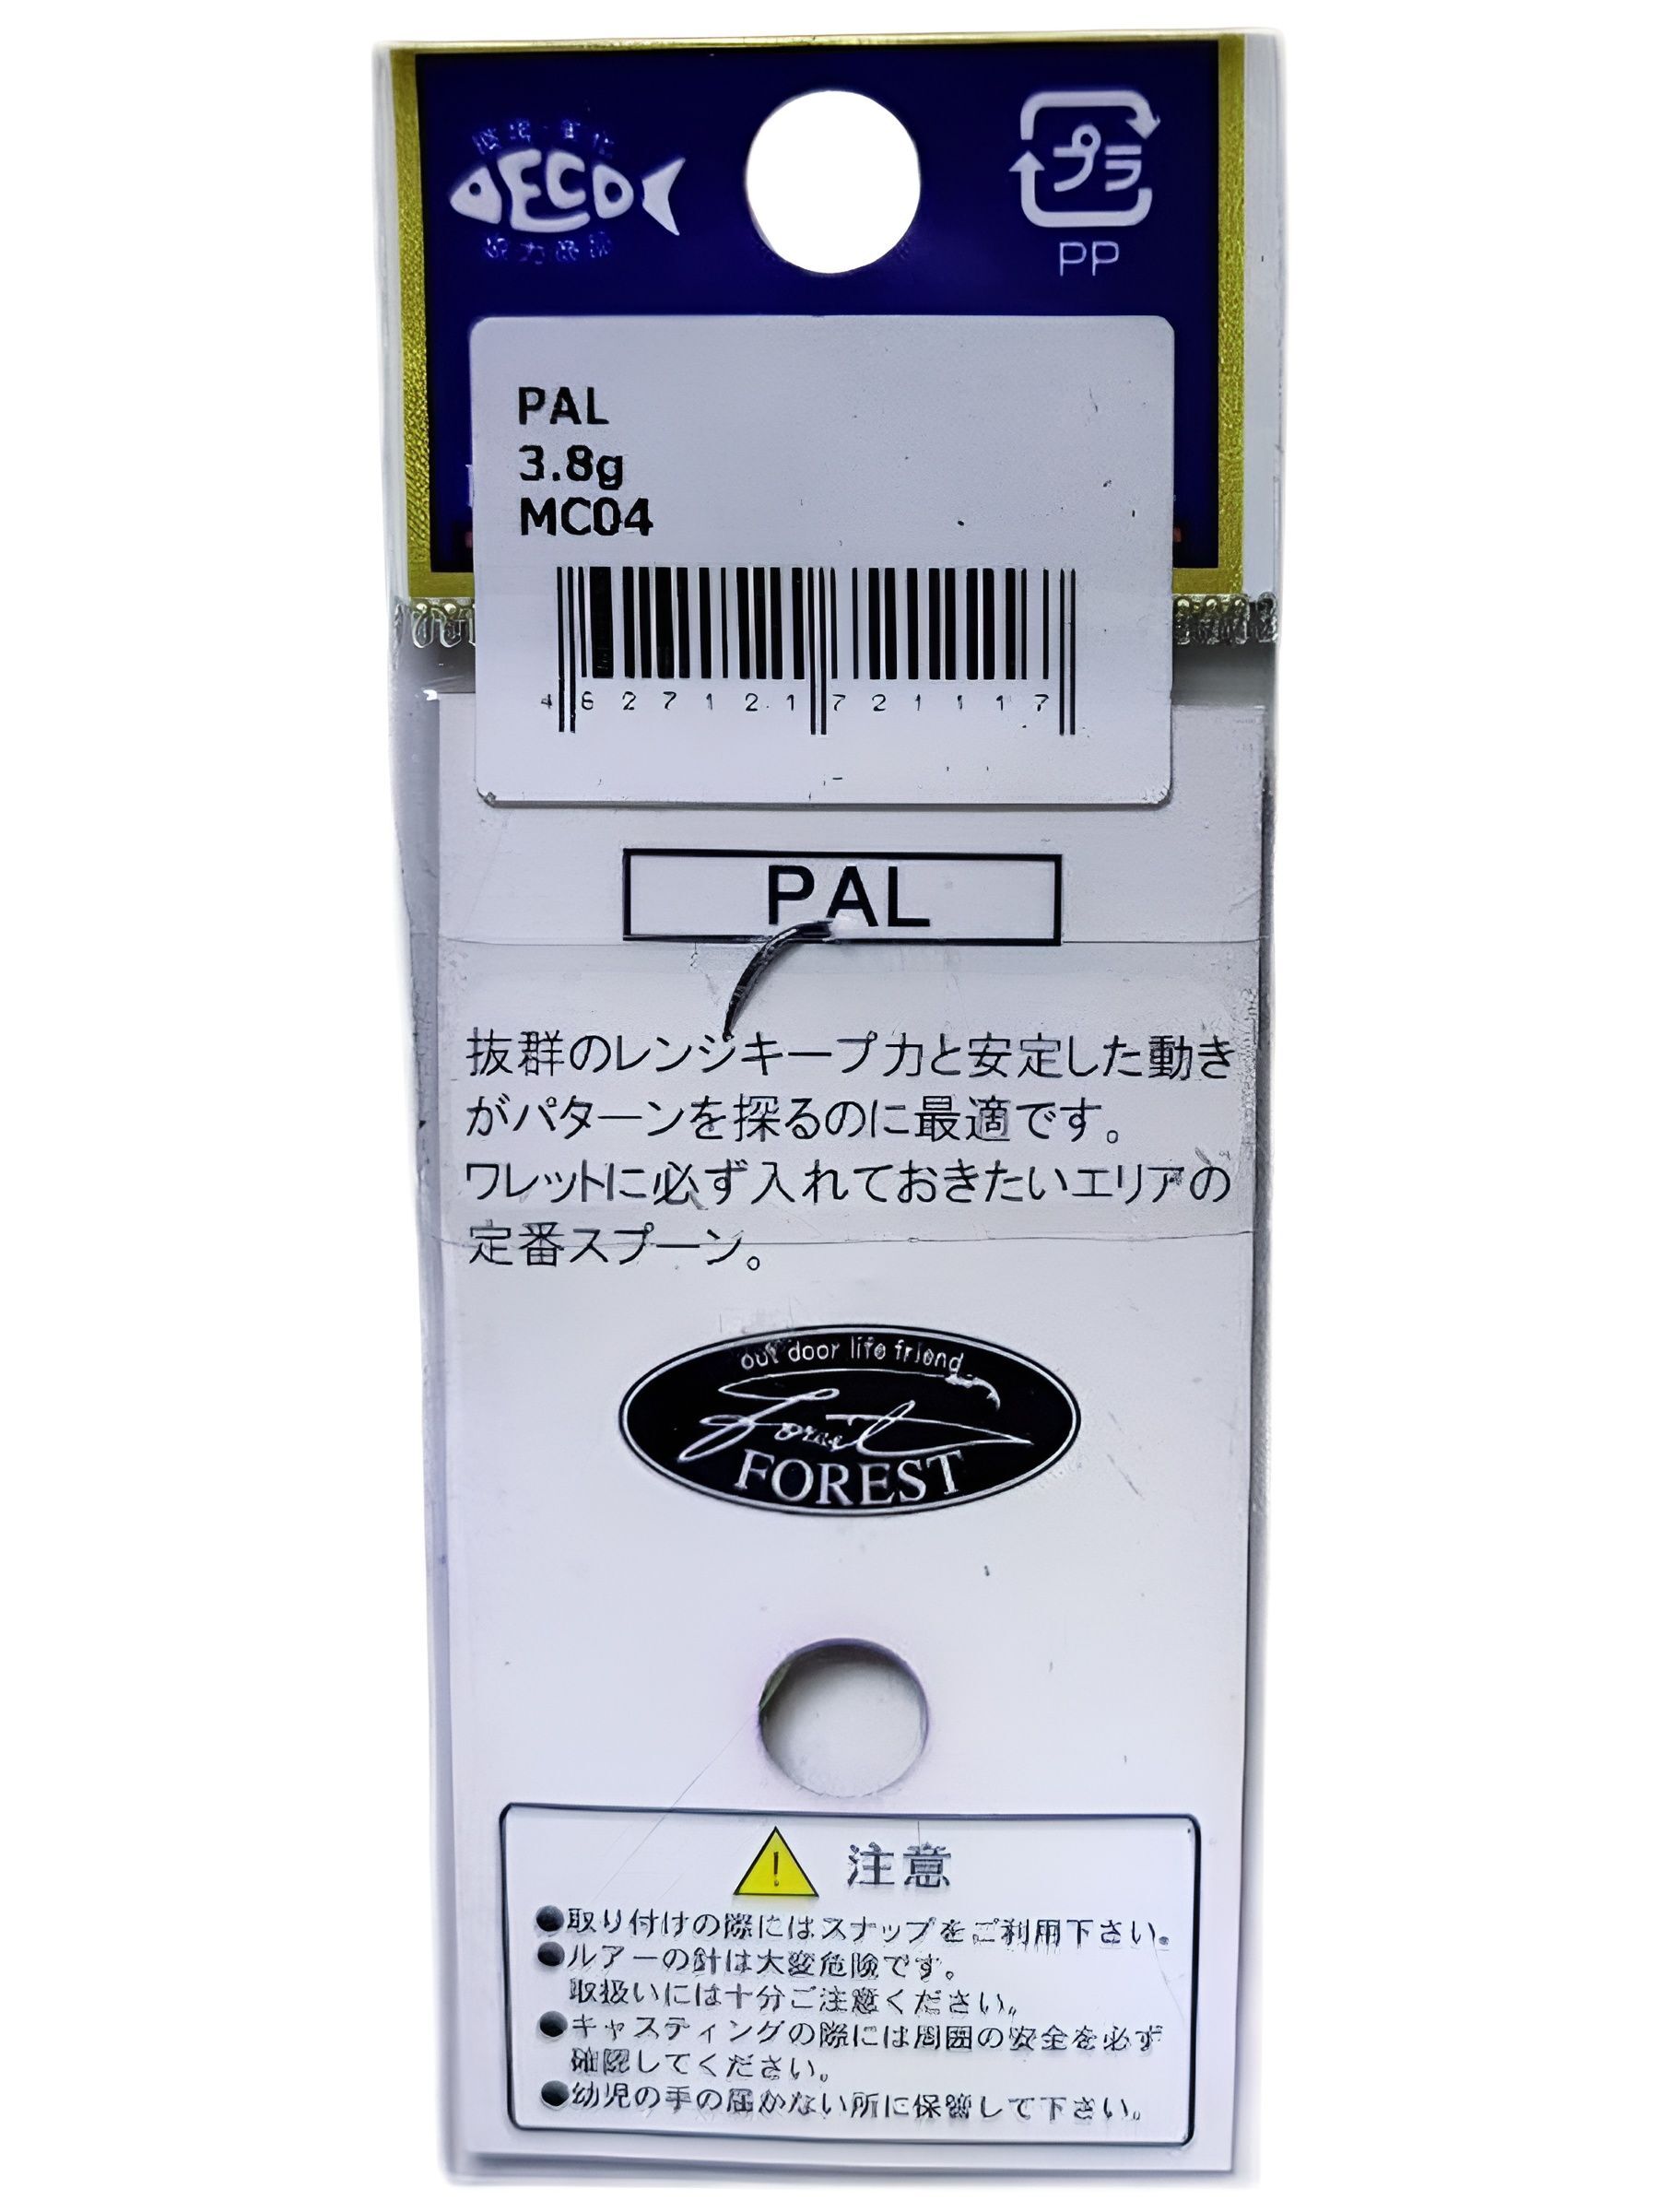 ECO
プラ
PP
PAL
3.8g
MC04
4 627121 721117
PAL
抜群のレンジキープ力と安定した動き
がパターンを探るのに最適です。
ワレットに必ず入れておきたいエリアの
定番スプーン。
out door life friend
Forest
FOREST
注意
●取り付けの際にはスナップをご利用下さい。
●ルアーの針は大変危険です。
取扱いには十分ご注意ください。
●キャスティングの際には周囲の安全を必ず
確認してください。
●幼児の手の届かない所に保管して下さい。